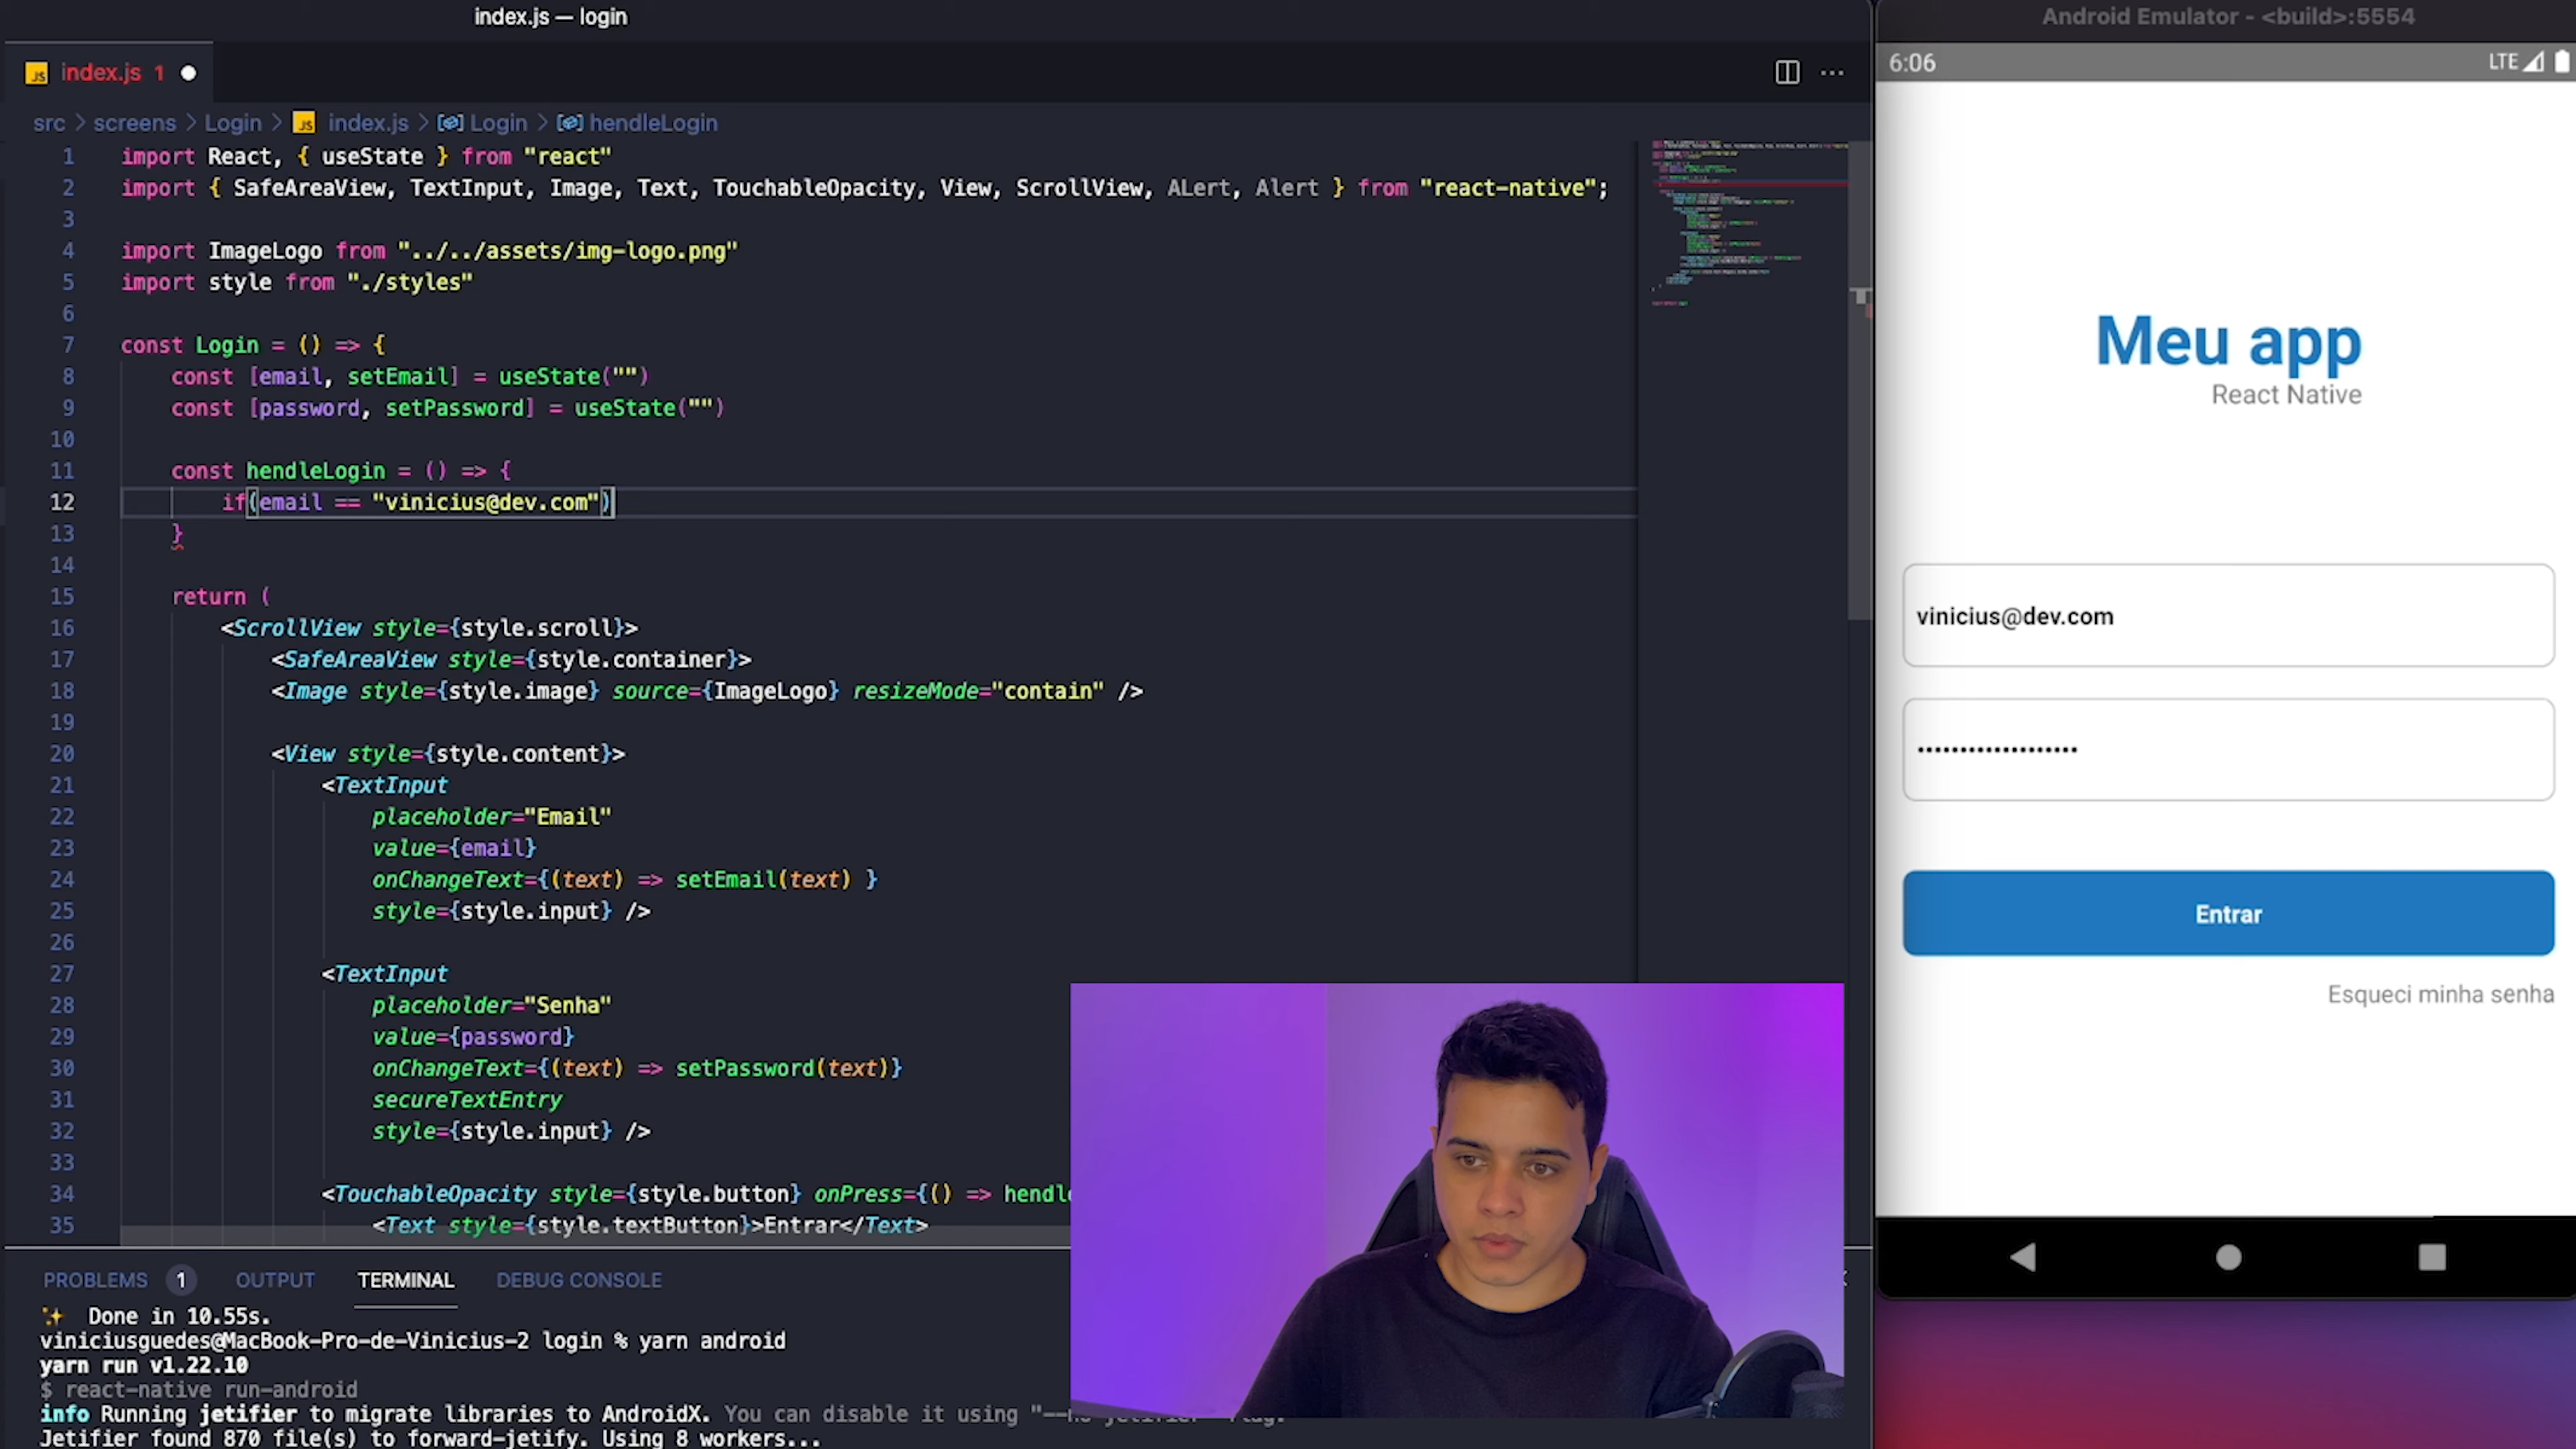 index.js — login
index.js 1
src > screens > Login > index.js > Login > hendleLogin
1 import React, { useState } from "react"
2 import { SafeAreaView, TextInput, Image, Text, TouchableOpacity, View, ScrollView, ALert, Alert } from "react-native";
3
4 import ImageLogo from "../../assets/img-logo.png"
5 import style from "./styles"
6
7 const Login = () => {
8 const [email, setEmail] = useState("")
9 const [password, setPassword] = useState("")
10
11 const hendleLogin = () => {
12 if(email == "vinicius@dev.com")
13 }
14
15 return (
16 <ScrollView style={style.scroll}>
17 <SafeAreaView style={style.container}>
18 <Image style={style.image} source={ImageLogo} resizeMode="contain" />
19
20 <View style={style.content}>
21 <TextInput
22 placeholder="Email"
23 value={email}
24 onChangeText={(text) => setEmail(text) }
25 style={style.input} />
26
27 <TextInput
28 placeholder="Senha"
29 value={password}
30 onChangeText={(text) => setPassword(text)}
31 secureTextEntry
32 style={style.input} />
33
34 <TouchableOpacity style={style.button} onPress={() => hendl
35 <Text style={style.textButton}>Entrar</Text>
PROBLEMS 1 OUTPUT TERMINAL DEBUG CONSOLE
✨ Done in 10.55s.
viniciusguedes@MacBook-Pro-de-Vinicius-2 login % yarn android
yarn run v1.22.10
$ react-native run-android
info Running jetifier to migrate libraries to AndroidX. You can disable it using "--no-jetifier" flag.
Jetifier found 870 file(s) to forward-jetify. Using 8 workers...
Android Emulator - <build>:5554
6:06 LTE
Meu app
React Native
vinicius@dev.com
•••••••••••••••••••
Entrar
Esqueci minha senha